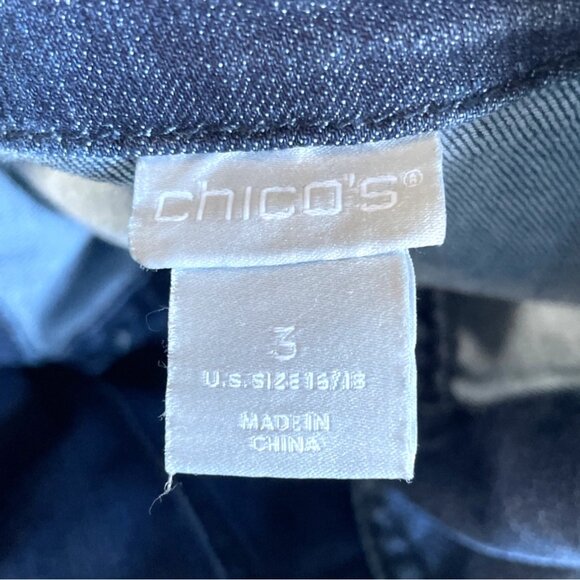 chico's®
3
U.S. SIZE 16/18
MADE IN
CHINA